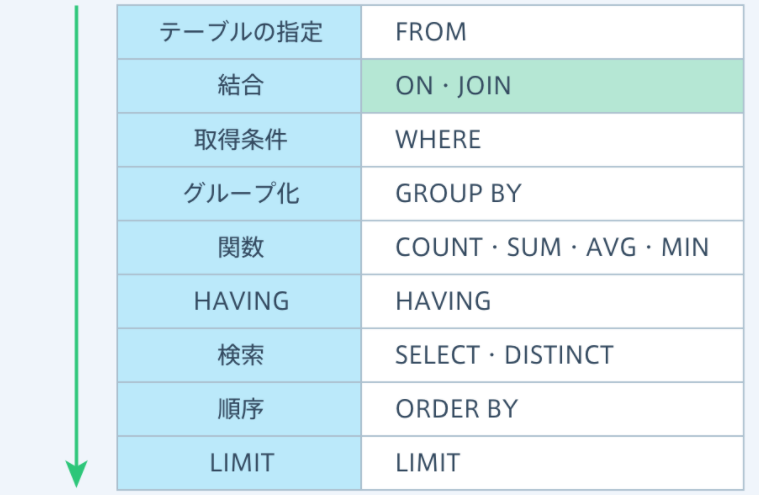 テーブルの指定 FROM
結合 ON・JOIN
取得条件 WHERE
グループ化 GROUP BY
関数 COUNT・SUM・AVG・MIN
HAVING HAVING
検索 SELECT・DISTINCT
順序 ORDER BY
LIMIT LIMIT